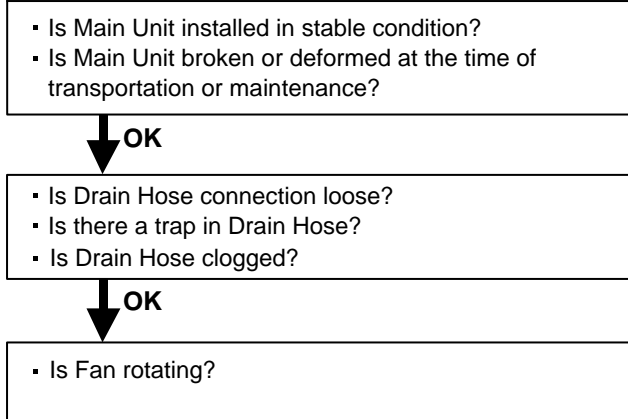 ▪ Is Main Unit installed in stable condition?
▪ Is Main Unit broken or deformed at the time of
transportation or maintenance?
OK
▪ Is Drain Hose connection loose?
▪ Is there a trap in Drain Hose?
▪ Is Drain Hose clogged?
OK
▪ Is Fan rotating?